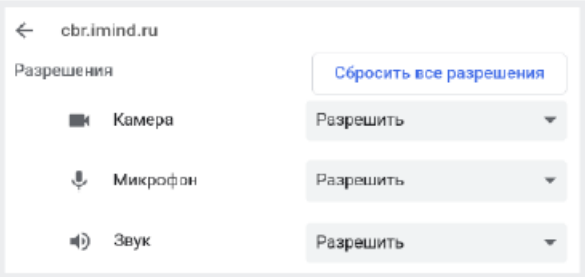 cbr.imind.ru
Разрешения
Сбросить все разрешения
Камера Разрешить
Микрофон Разрешить
Звук Разрешить